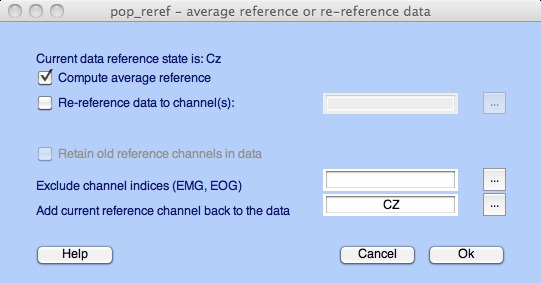 pop_reref - average reference or re-reference data
Current data reference state is: Cz
Compute average reference
Re-reference data to channel(s):
...
Retain old reference channels in data
Exclude channel indices (EMG, EOG)
...
Add current reference channel back to the data
CZ
...
Help
Cancel
Ok